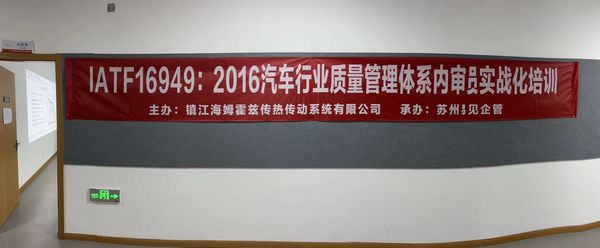 IATF16949：2016汽车行业质量管理体系内审员实战化培训
主办：镇江海姆霍兹传热传动系统有限公司 承办：苏州见企管